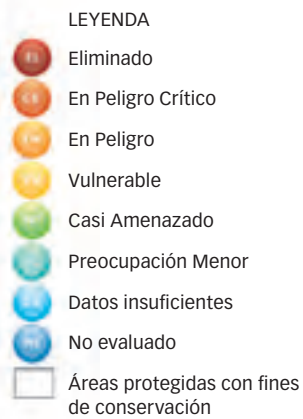 LEYENDA
Eliminado
En Peligro Crítico
En Peligro
Vulnerable
Casi Amenazado
Preocupación Menor
Datos insuficientes
No evaluado
Áreas protegidas con fines
de conservación